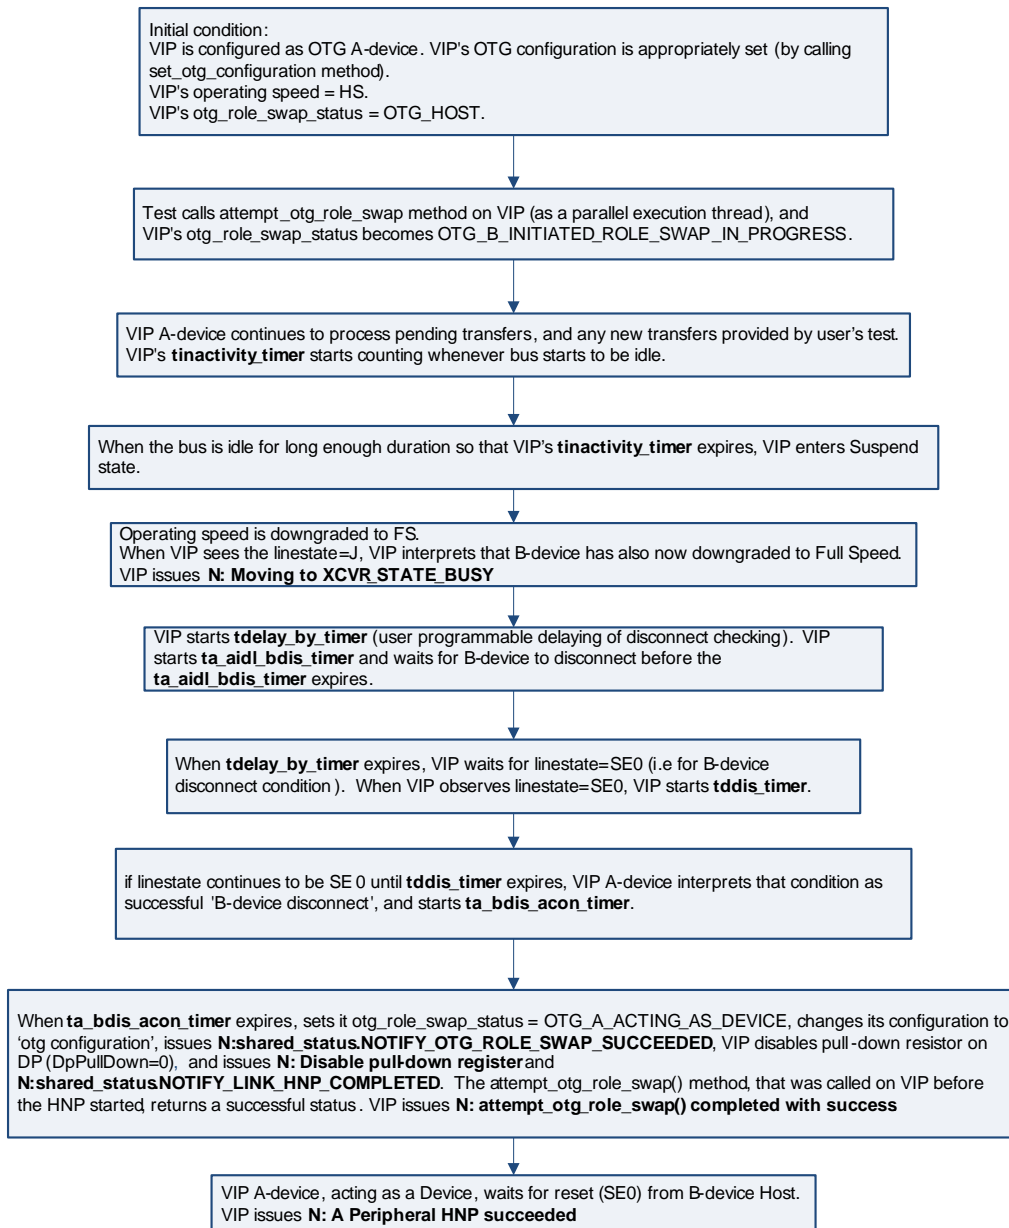 Initial condition:
VIP is configured as OTG A-device. VIP's OTG configuration is appropriately set (by calling
set_otg_configuration method).
VIP's operating speed = HS.
VIP's otg_role_swap_status = OTG_HOST.
Test calls attempt_otg_role_swap method on VIP (as a parallel execution thread), and
VIP's otg_role_swap_status becomes OTG_B_INITIATED_ROLE_SWAP_IN_PROGRESS.
VIP A-device continues to process pending transfers, and any new transfers provided by user's test.
VIP's tinactivity_timer starts counting whenever bus starts to be idle.
When the bus is idle for long enough duration so that VIP's tinactivity_timer expires, VIP enters Suspend
state.
Operating speed is downgraded to FS.
When VIP sees the linestate=J, VIP interprets that B-device has also now downgraded to Full Speed.
VIP issues N: Moving to XCVR_STATE_BUSY
VIP starts tdelay_by_timer (user programmable delaying of disconnect checking). VIP
starts ta_aidl_bdis_timer and waits for B-device to disconnect before the
ta_aidl_bdis_timer expires.
When tdelay_by_timer expires, VIP waits for linestate=SE0 (i.e for B-device
disconnect condition). When VIP observes linestate=SE0, VIP starts tddis_timer.
if linestate continues to be SE0 until tddis_timer expires, VIP A-device interprets that condition as
successful 'B-device disconnect', and starts ta_bdis_acon_timer.
When ta_bdis_acon_timer expires, sets it otg_role_swap_status = OTG_A_ACTING_AS_DEVICE, changes its configuration to
'otg configuration', issues N:shared_status.NOTIFY_OTG_ROLE_SWAP_SUCCEEDED, VIP disables pull-down resistor on
DP (DpPullDown=0), and issues N: Disable pull-down register and
N:shared_status.NOTIFY_LINK_HNP_COMPLETED. The attempt_otg_role_swap() method, that was called on VIP before
the HNP started, returns a successful status. VIP issues N: attempt_otg_role_swap() completed with success
VIP A-device, acting as a Device, waits for reset (SE0) from B-device Host.
VIP issues N: A Peripheral HNP succeeded